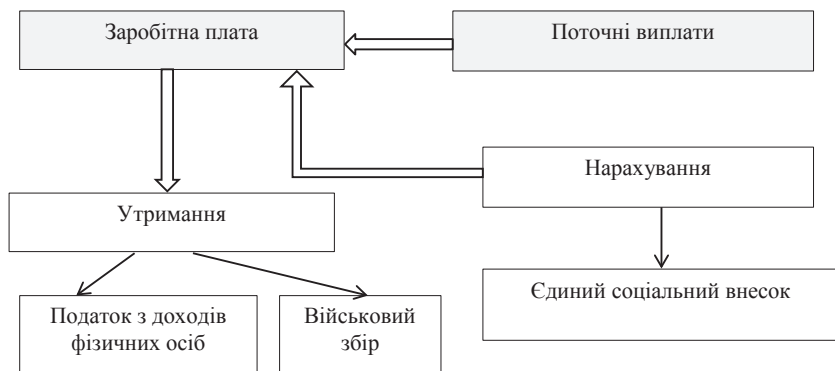 Заробітна плата
Поточні виплати
Нарахування
Утримання
Єдиний соціальний внесок
Податок з доходів
фізичних осіб
Військовий
збір